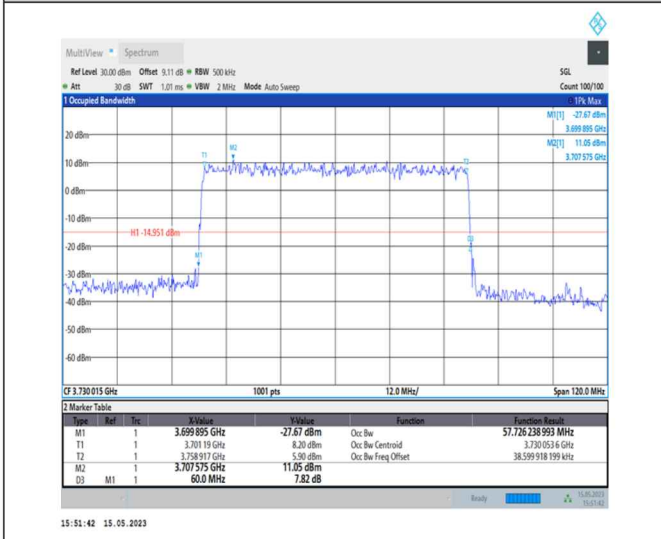 MultiView Spectrum
Ref Level 30.00 dBm Offset 9.11 dB RBW 500 kHz SGL
Att 30 dB SWT 1.01 ms VBW 2 MHz Mode Auto Sweep Count 100/100
1 Occupied Bandwidth 1Pk Max
M1[1] -27.67 dBm
3.699 895 GHz
M2[1] 11.05 dBm
3.707 575 GHz
20 dBm
M2
T1
T2
10 dBm
0 dBm
-10 dBm
H1 -14.951 dBm
D3
-20 dBm
M1
-30 dBm
-40 dBm
-50 dBm
-60 dBm
CF 3.730 015 GHz 1001 pts 12.0 MHz/ Span 120.0 MHz
2 Marker Table
Type Ref Trc X-Value Y-Value Function Function Result
M1 1 3.699 895 GHz -27.67 dBm Occ Bw 57.726 238 993 MHz
T1 1 3.701 19 GHz 8.20 dBm Occ Bw Centroid 3.730 053 6 GHz
T2 1 3.758 917 GHz 5.90 dBm Occ Bw Freq Offset 38.599 918 199 kHz
M2 1 3.707 575 GHz 11.05 dBm
D3 M1 1 60.0 MHz 7.82 dB
Ready 15.05.2023
15:51:42
15:51:42 15.05.2023